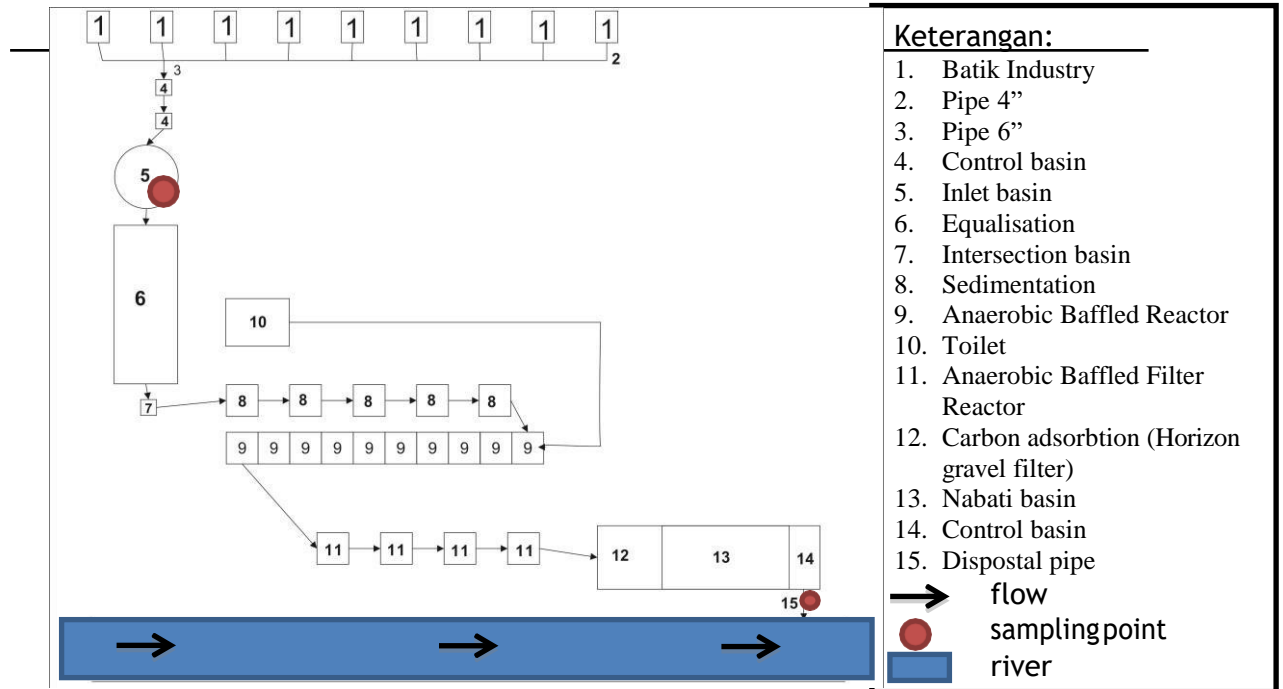 1 1 1 1 1 1 1 1 1
2
3
4
4
5
6
10
7 8 8 8 8 8
9 9 9 9 9 9 9 9 9 9
11 11 11 11 12 13 14
15
Keterangan:
1. Batik Industry
2. Pipe 4”
3. Pipe 6”
4. Control basin
5. Inlet basin
6. Equalisation
7. Intersection basin
8. Sedimentation
9. Anaerobic Baffled Reactor
10. Toilet
11. Anaerobic Baffled Filter
Reactor
12. Carbon adsorbtion (Horizon
gravel filter)
13. Nabati basin
14. Control basin
15. Dispostal pipe
flow
sampling point
river